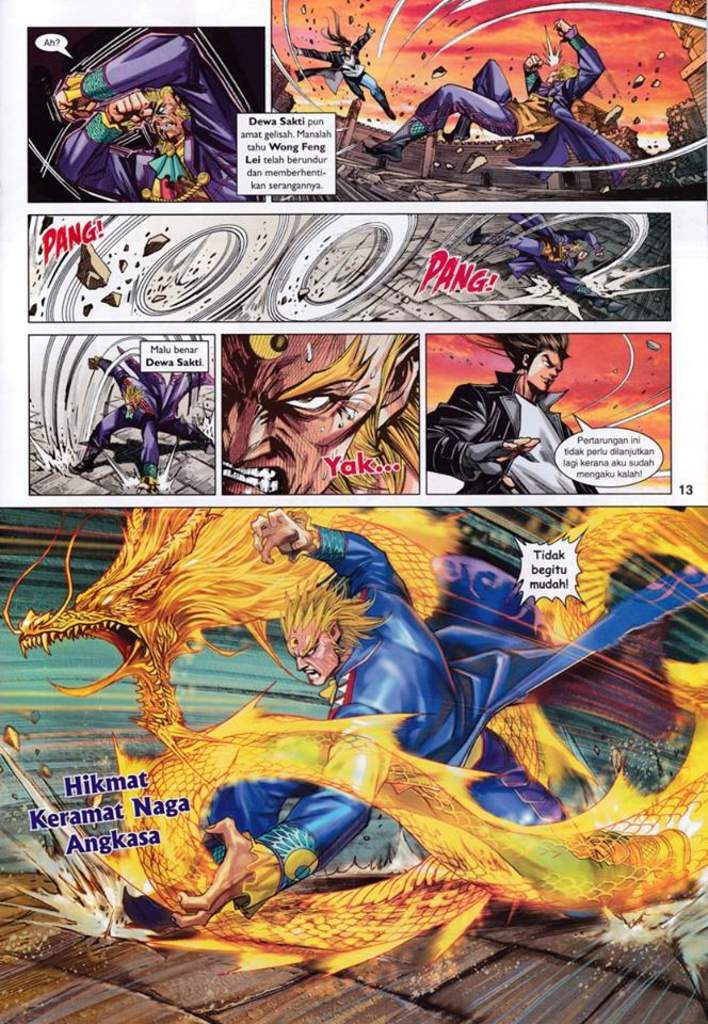 Ah?
Dewa Sakti pun
amat gelisah. Manalah
tahu Wong Feng
Lei telah berundur
dan memberhenti-
kan serangannya.
PANG!
PANG!
Malu benar
Dewa Sakti.
Yak...
Pertarungan ini
tidak perlu dilanjutkan
lagi kerana aku sudah
mengaku kalah!
13
Tidak
begitu
mudah!
Hikmat
Keramat Naga
Angkasa